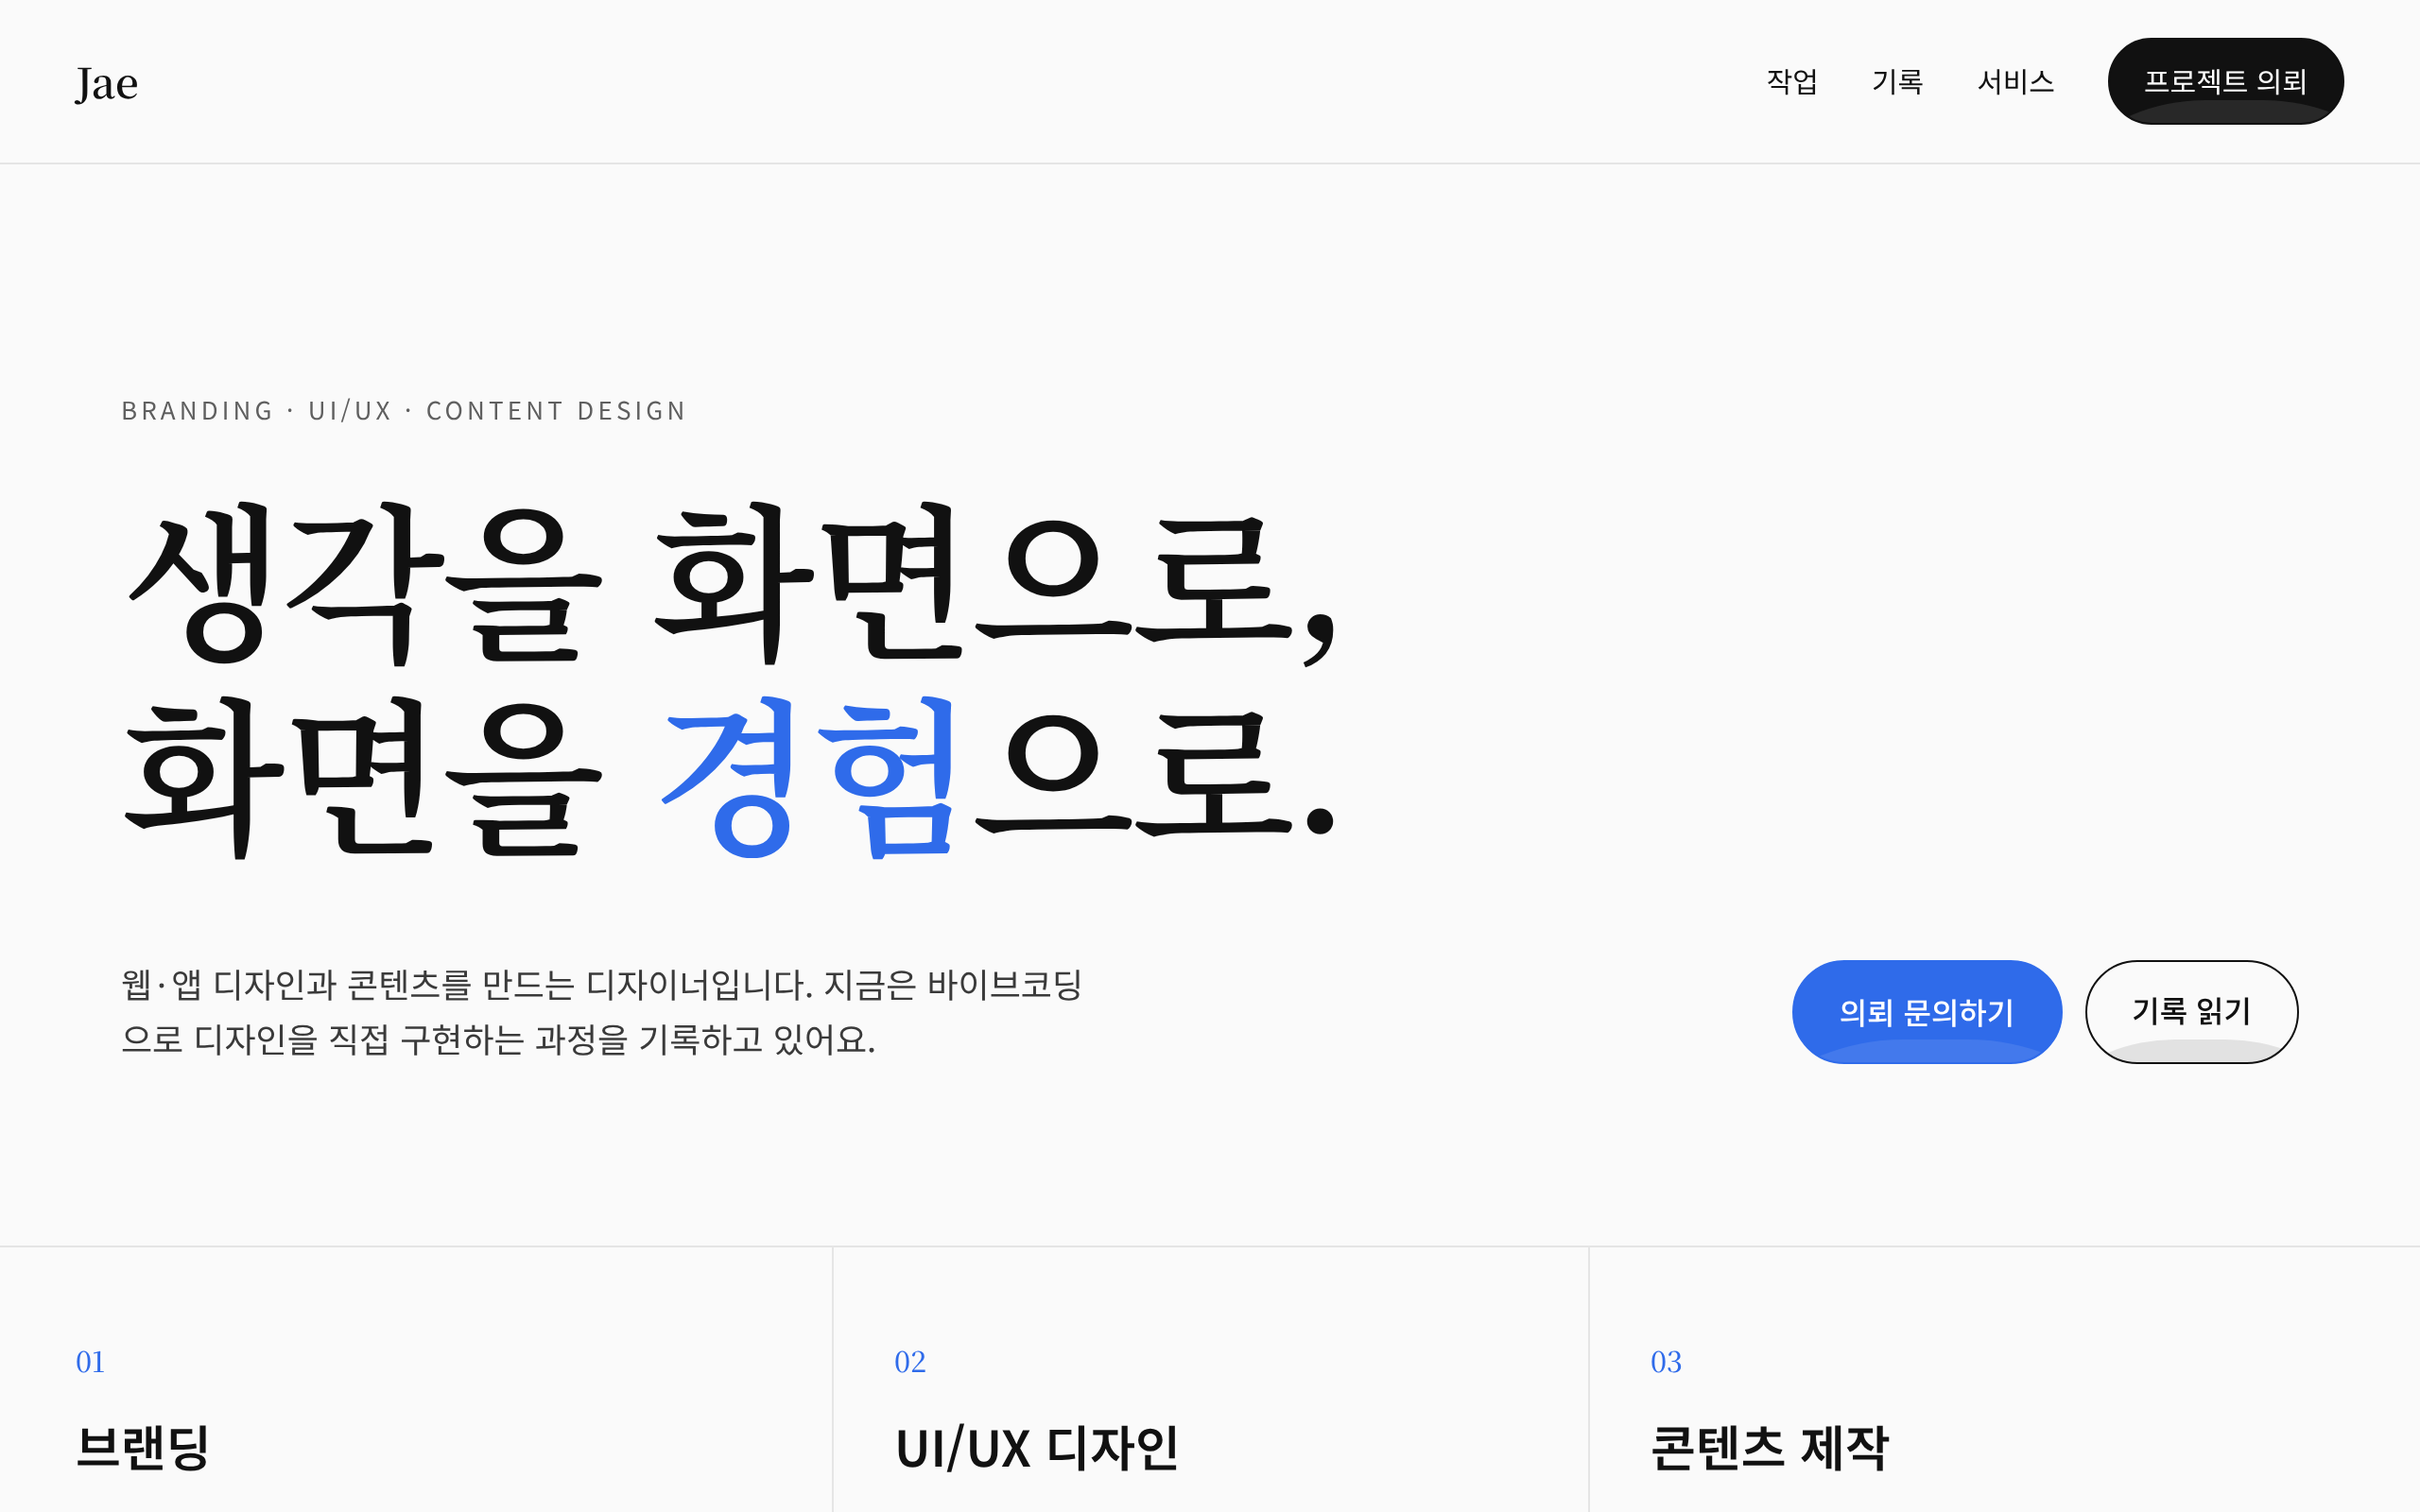 Jae
작업
기록
서비스
프로젝트 의뢰
BRANDING · UI/UX · CONTENT DESIGN
생각을 화면으로,
화면을 경험으로.
웹·앱 디자인과 콘텐츠를 만드는 디자이너입니다. 지금은 바이브코딩
으로 디자인을 직접 구현하는 과정을 기록하고 있어요.
의뢰 문의하기
기록 읽기
01
브랜딩
02
UI/UX 디자인
03
콘텐츠 제작